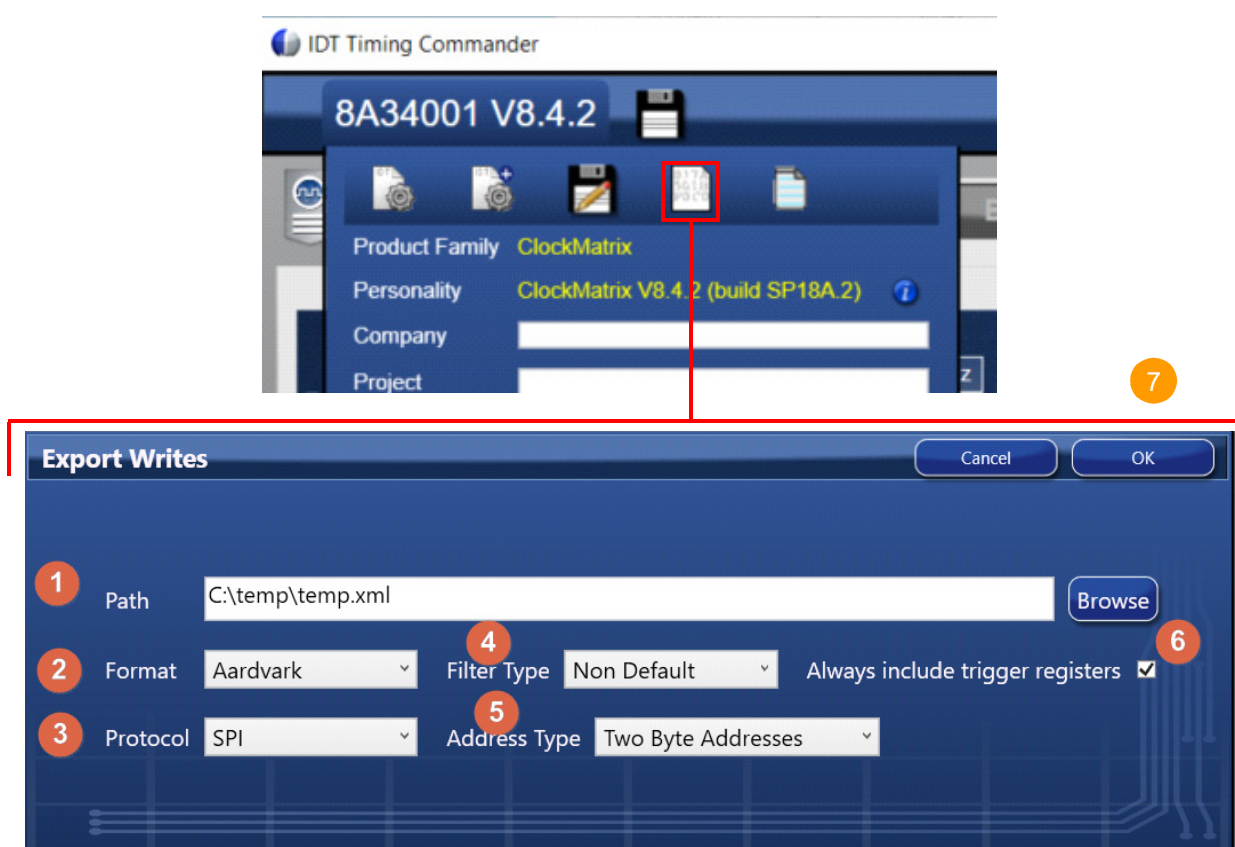 IDT Timing Commander
8A34001 V8.4.2
Product Family ClockMatrix
Personality ClockMatrix V8.4.2 (build SP18A.2)
Company
Project
z
7
Export Writes Cancel OK
1 Path C:\temp\temp.xml Browse
2 Format Aardvark 4 Filter Type Non Default Always include trigger registers 6
3 Protocol SPI 5 Address Type Two Byte Addresses